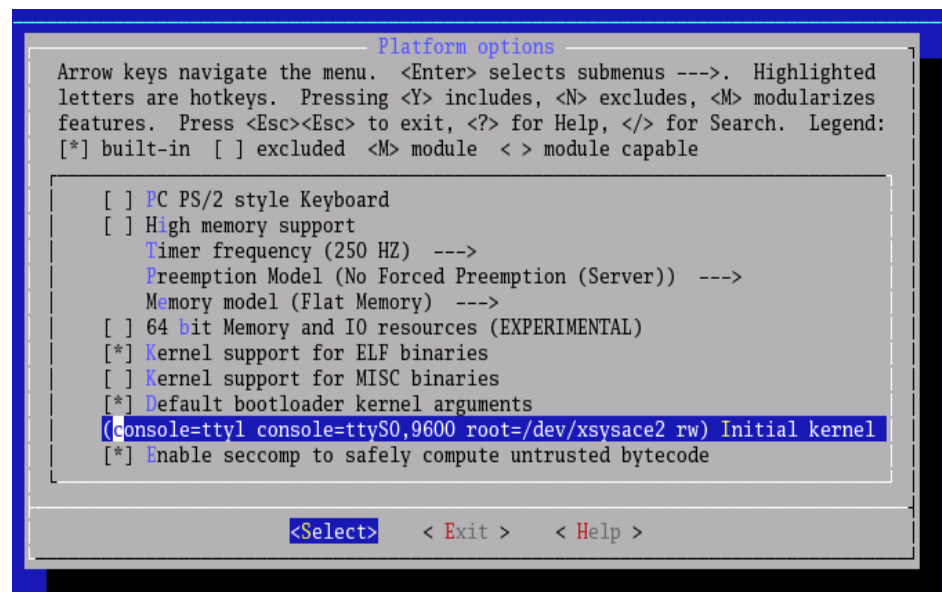 Platform options
Arrow keys navigate the menu. <Enter> selects submenus --->. Highlighted
letters are hotkeys. Pressing <Y> includes, <N> excludes, <M> modularizes
features. Press <Esc><Esc> to exit, <?> for Help, </> for Search. Legend:
[*] built-in [ ] excluded <M> module < > module capable
[ ] PC PS/2 style Keyboard
[ ] High memory support
Timer frequency (250 HZ) --->
Preemption Model (No Forced Preemption (Server)) --->
Memory model (Flat Memory) --->
[ ] 64 bit Memory and IO resources (EXPERIMENTAL)
[*] Kernel support for ELF binaries
[ ] Kernel support for MISC binaries
[*] Default bootloader kernel arguments
(console=tty1 console=ttyS0,9600 root=/dev/xsysace2 rw) Initial kernel
[*] Enable seccomp to safely compute untrusted bytecode
<Select> < Exit > < Help >